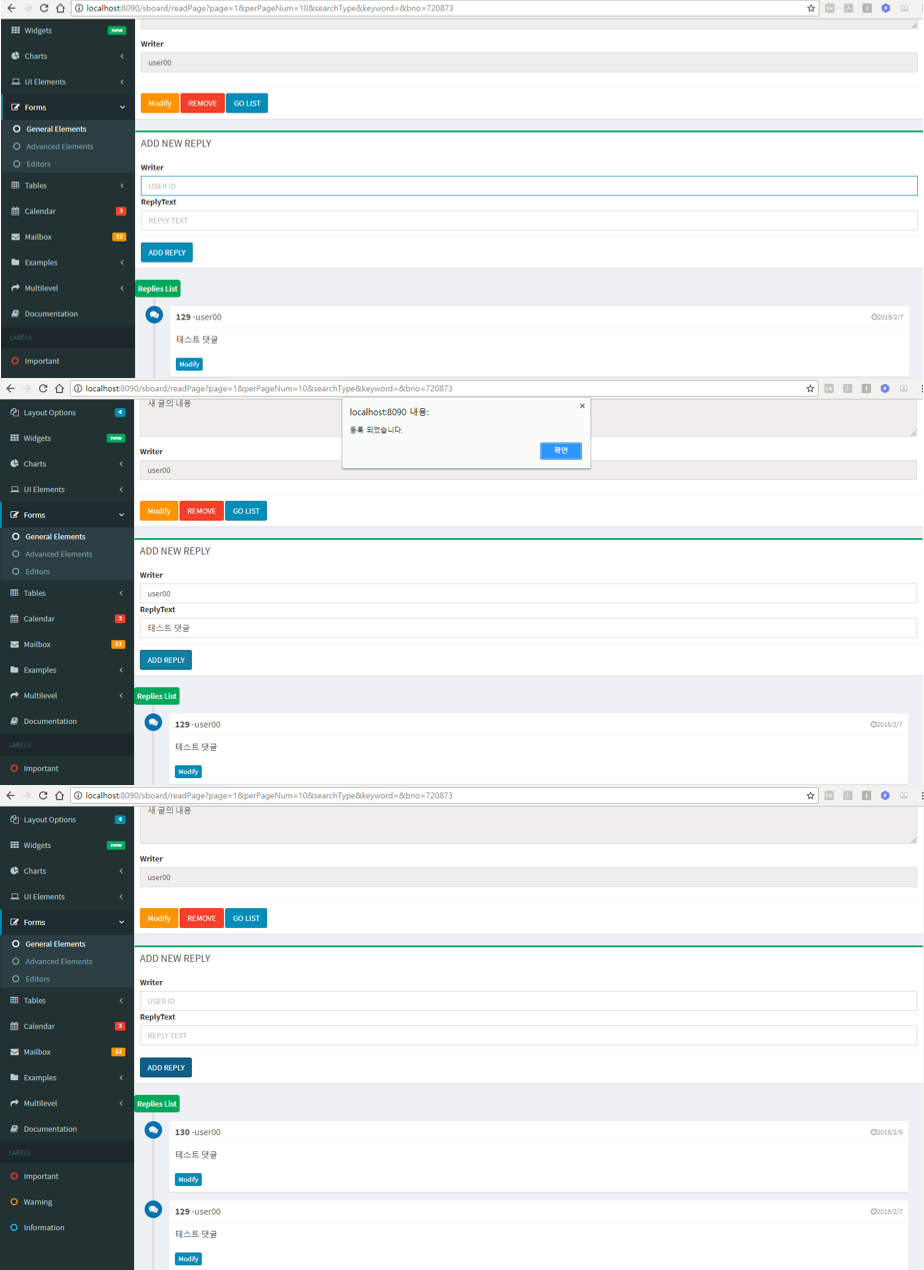 localhost:8090/sboard/readPage?page=1&perPageNum=10&searchType&keyword=&bno=720873
Widgets new
Charts
UI Elements
Forms
General Elements
Advanced Elements
Editors
Tables
Calendar 3
Mailbox 12
Examples
Multilevel
Documentation
LABELS
Important
Writer
user00
Modify REMOVE GO LIST
ADD NEW REPLY
Writer
USER ID
ReplyText
REPLY TEXT
ADD REPLY
Replies List
129 -user00 2018/2/7
테스트 댓글
Modify
localhost:8090/sboard/readPage?page=1&perPageNum=10&searchType&keyword=&bno=720873
Layout Options 4
Widgets new
Charts
UI Elements
Forms
General Elements
Advanced Elements
Editors
Tables
Calendar 3
Mailbox 12
Examples
Multilevel
Documentation
LABELS
Important
새 글의 내용
localhost:8090 내용:
등록 되었습니다.
확인
Writer
user00
Modify REMOVE GO LIST
ADD NEW REPLY
Writer
user00
ReplyText
테스트 댓글
ADD REPLY
Replies List
129 -user00 2018/2/7
테스트 댓글
Modify
localhost:8090/sboard/readPage?page=1&perPageNum=10&searchType&keyword=&bno=720873
Layout Options 4
Widgets new
Charts
UI Elements
Forms
General Elements
Advanced Elements
Editors
Tables
Calendar 3
Mailbox 12
Examples
Multilevel
Documentation
LABELS
Important
Warning
Information
새 글의 내용
Writer
user00
Modify REMOVE GO LIST
ADD NEW REPLY
Writer
USER ID
ReplyText
REPLY TEXT
ADD REPLY
Replies List
130 -user00 2018/2/9
테스트 댓글
Modify
129 -user00 2018/2/7
테스트 댓글
Modify